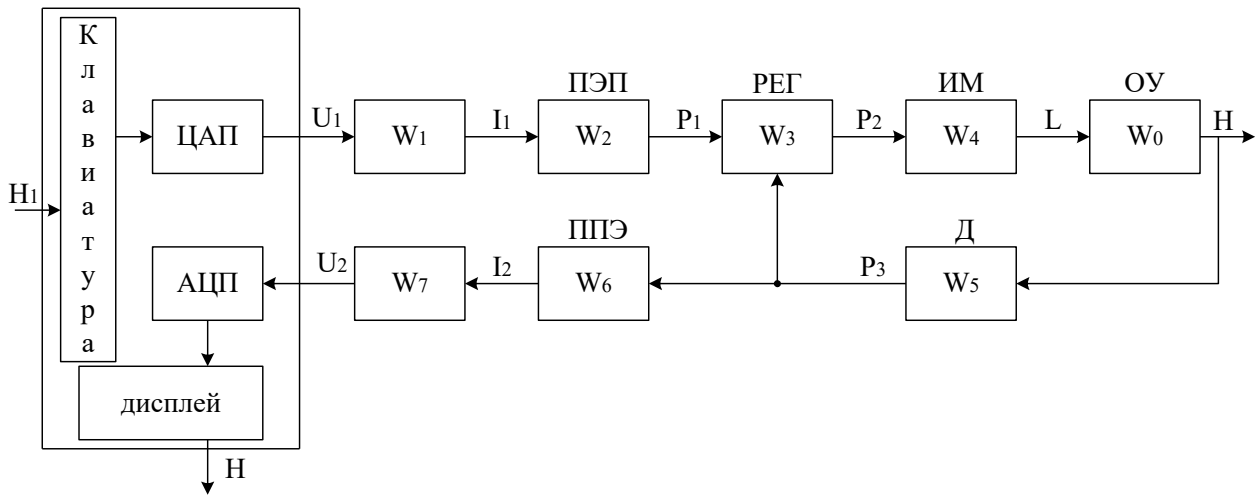 Клавиатура
ПЭП
РЕГ
ИМ
ОУ
ЦАП
U1
W1
I1
W2
P1
W3
P2
W4
L
W0
H
H1
ППЭ
Д
АЦП
U2
W7
I2
W6
P3
W5
дисплей
H